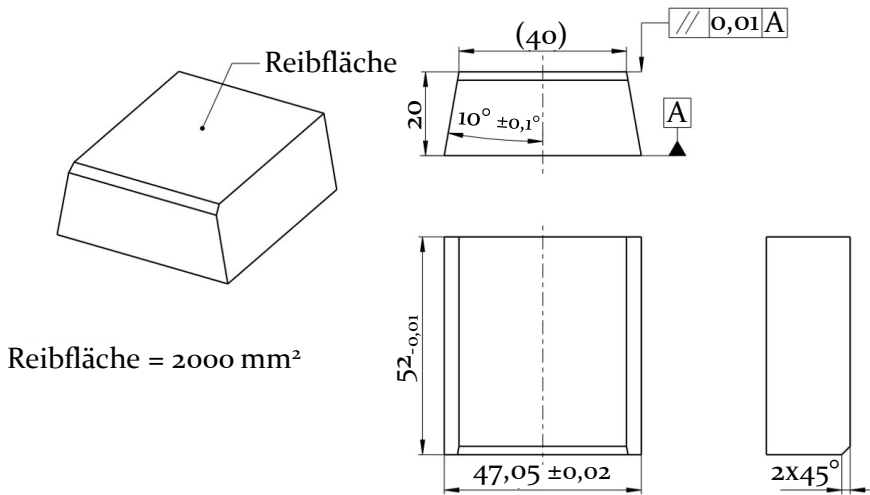 (40)
// 0,01 A
Reibfläche
20
10° ±0,1°
A
52-0,01
Reibfläche = 2000 mm²
47,05 ±0,02
2x45°